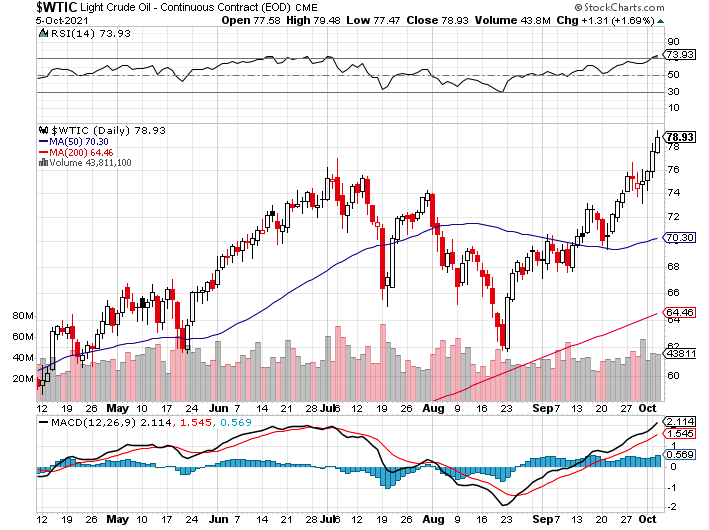 $WTIC Light Crude Oil - Continuous Contract (EOD) CME © StockCharts.com
5-Oct-2021 Open 77.58 High 79.48 Low 77.47 Close 78.93 Volume 43.8M Chg +1.31 (+1.69%)
RSI(14) 73.93
90
73.93
50
30
10
$WTIC (Daily) 78.93
MA(50) 70.30
MA(200) 64.46
Volume 43,811,100
78.93
78
76
74
72
70.30
68
66
64.46
64
62
43811
60
80M
60M
40M
20M
12 19 26 May 10 17 24 Jun 7 14 21 28 Jul 6 12 19 26 Aug 9 16 23 Sep 7 13 20 27 Oct
MACD(12,26,9) 2.114, 1.545, 0.569
2.114
1.545
0.569
0
-1
-2
12 19 26 May 10 17 24 Jun 7 14 21 28 Jul 6 12 19 26 Aug 9 16 23 Sep 7 13 20 27 Oct